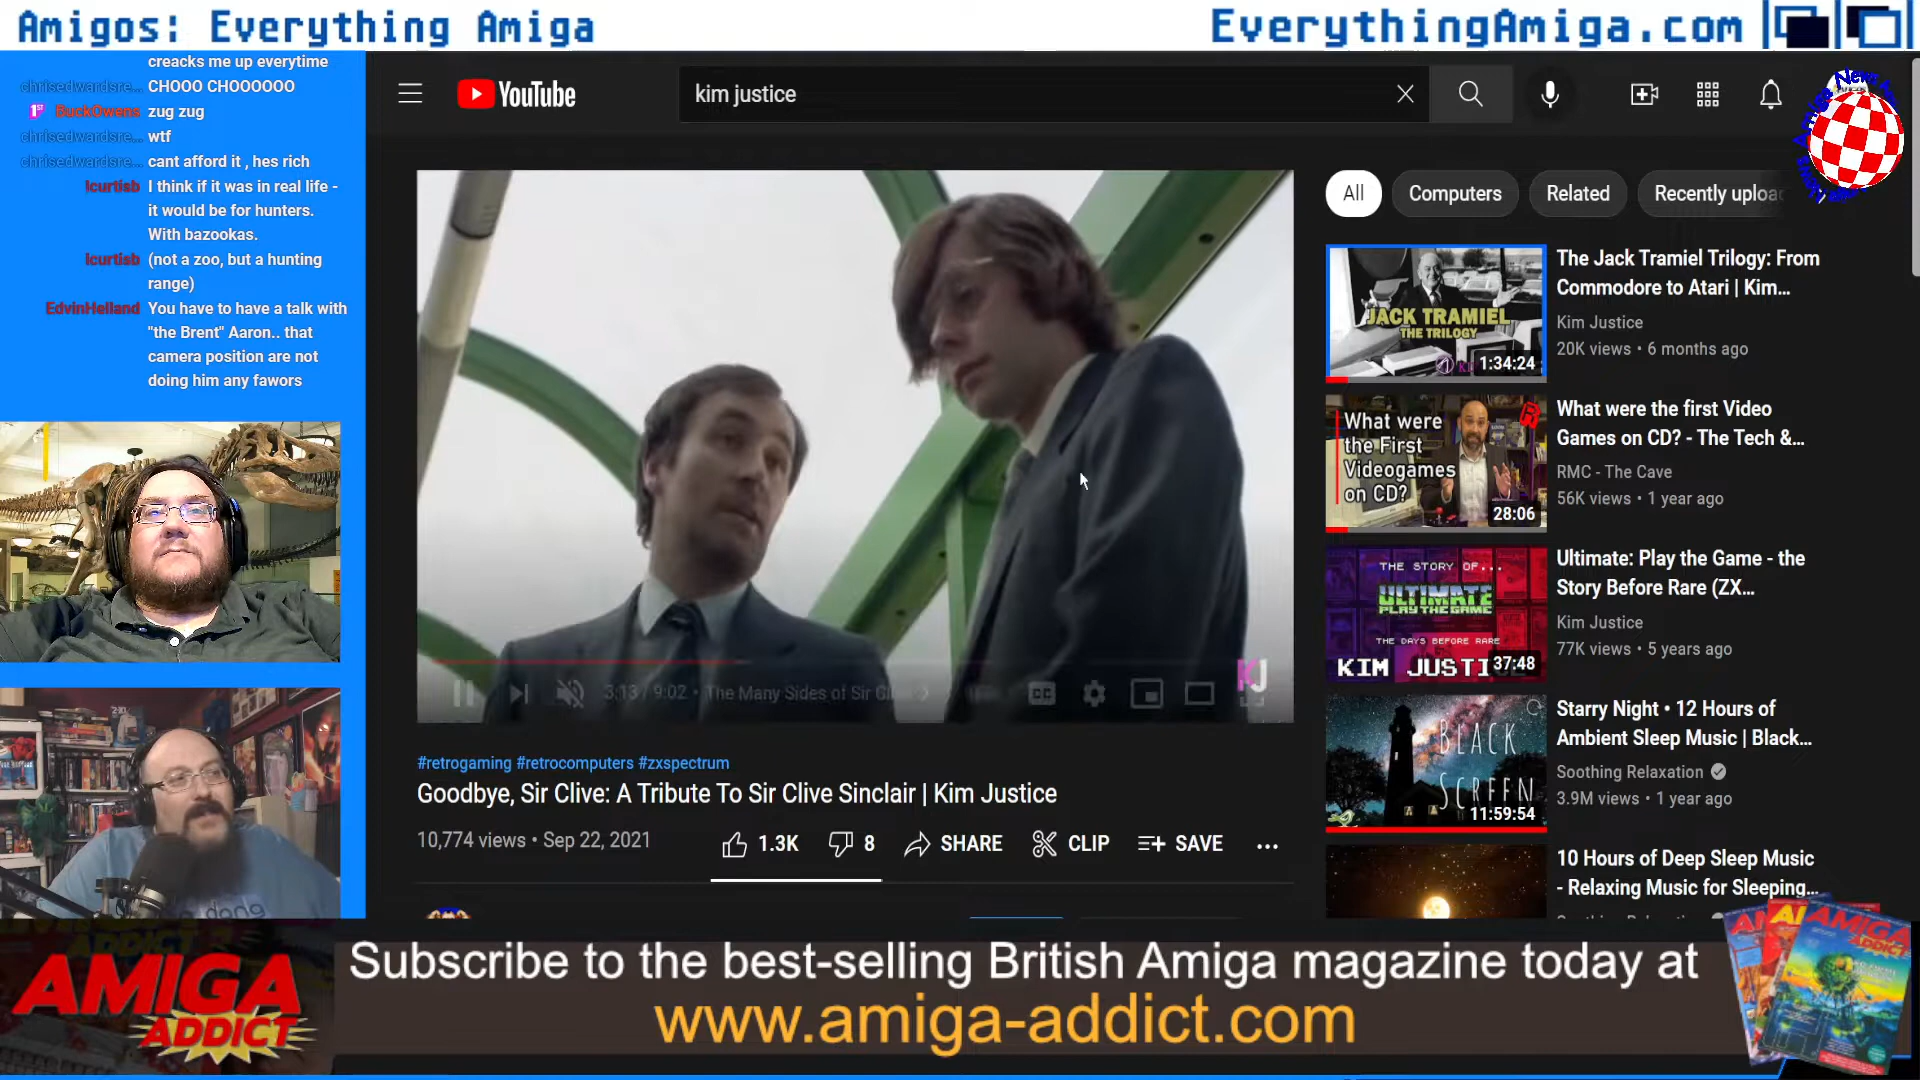 Amigos: Everything Amiga
EverythingAmiga.com
creacks me up everytime
chrisedwardsre... CHOOO CHOOOOOO
BuckOwens zug zug
chrisedwardsre... wtf
chrisedwardsre... cant afford it , hes rich
lcurtisb I think if it was in real life -
it would be for hunters.
With bazookas.
lcurtisb (not a zoo, but a hunting
range)
EdvinHelland You have to have a talk with
"the Brent" Aaron.. that
camera position are not
doing him any fawors
YouTube
kim justice
All Computers Related Recently uploa
JACK TRAMIEL
THE TRILOGY
1:34:24
The Jack Tramiel Trilogy: From
Commodore to Atari | Kim...
Kim Justice
20K views • 6 months ago
What were
the First
Videogames
on CD?
28:06
What were the first Video
Games on CD? - The Tech &...
RMC - The Cave
56K views • 1 year ago
THE STORY OF...
ULTIMATE
PLAY THE GAME
THE DAYS BEFORE RARE
KIM JUSTI
37:48
Ultimate: Play the Game - the
Story Before Rare (ZX...
Kim Justice
77K views • 5 years ago
BLACK
SCREEN
11:59:54
Starry Night • 12 Hours of
Ambient Sleep Music | Black...
Soothing Relaxation
3.9M views • 1 year ago
10 Hours of Deep Sleep Music
- Relaxing Music for Sleeping...
3:13 / 9:02 • The Many Sides of Sir Cl
CC
KJ
#retrogaming #retrocomputers #zxspectrum
Goodbye, Sir Clive: A Tribute To Sir Clive Sinclair | Kim Justice
10,774 views • Sep 22, 2021
1.3K 8 SHARE CLIP SAVE ...
AMIGA
ADDICT
Subscribe to the best-selling British Amiga magazine today at
www.amiga-addict.com